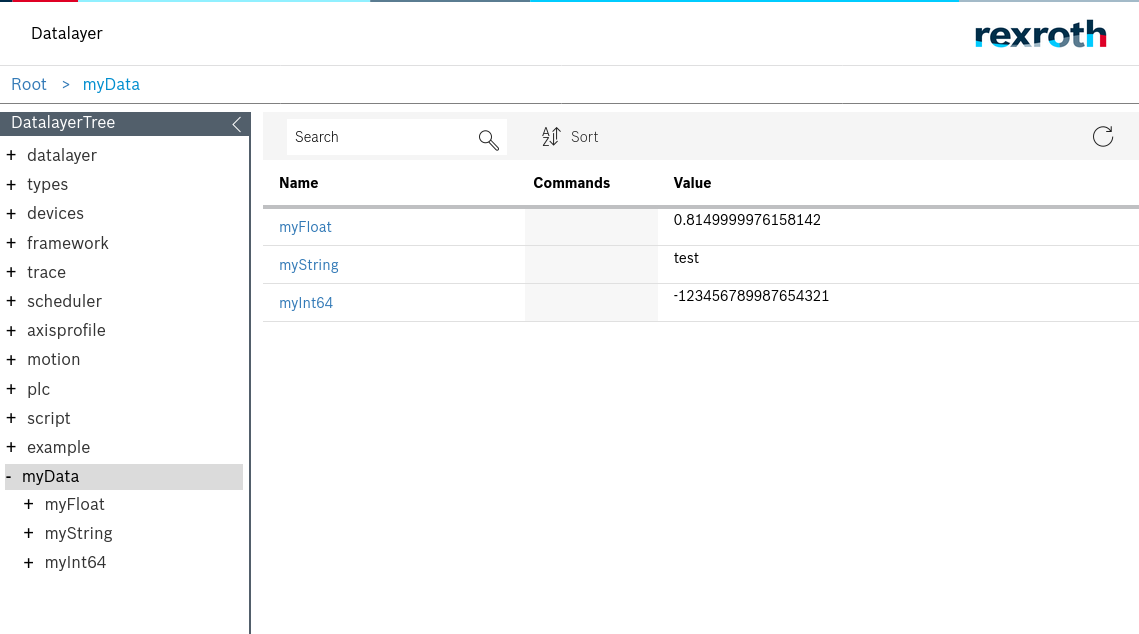 Datalayer
rexroth
Root > myData
DatalayerTree
+ datalayer
+ types
+ devices
+ framework
+ trace
+ scheduler
+ axisprofile
+ motion
+ plc
+ script
+ example
- myData
+ myFloat
+ myString
+ myInt64
Search
AZ Sort
Name Commands Value
myFloat 0.8149999976158142
myString test
myInt64 -123456789987654321